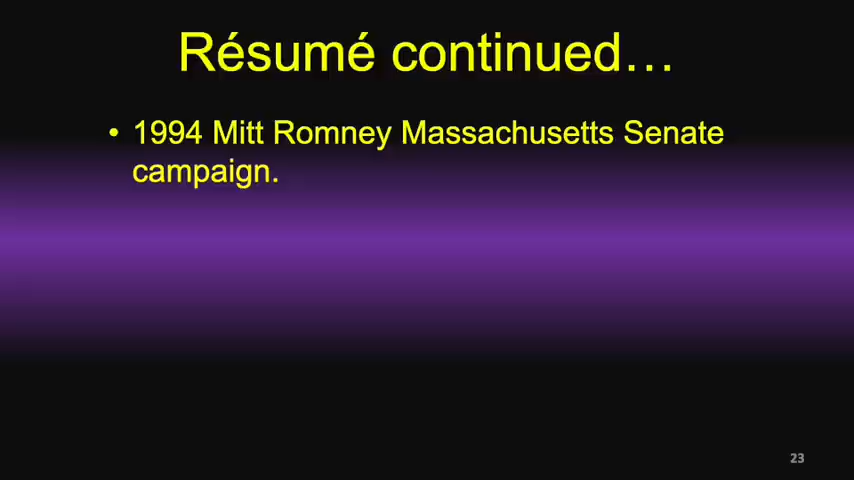 Résumé continued…
• 1994 Mitt Romney Massachusetts Senate
campaign.
23